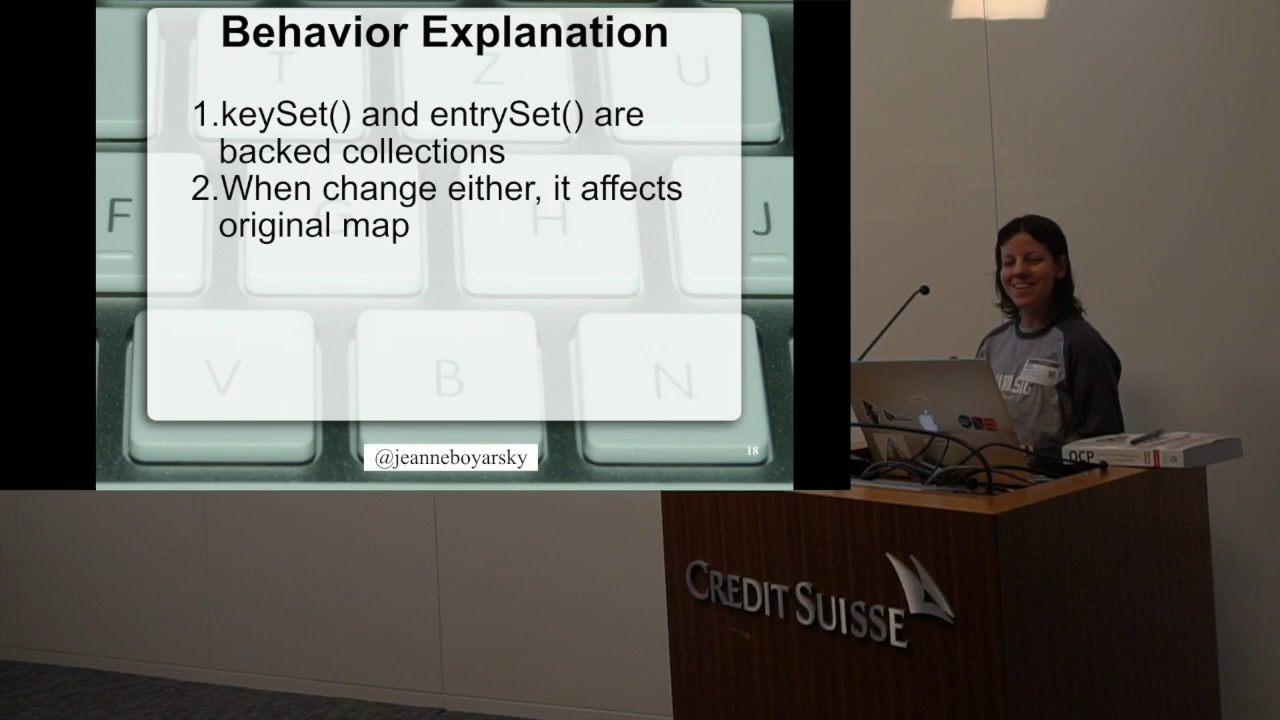 Behavior Explanation
1.keySet() and entrySet() are
backed collections
2.When change either, it affects
original map
T Z U
F G H J
V B N
@jeanneboyarsky
18
OCP
CREDIT SUISSE